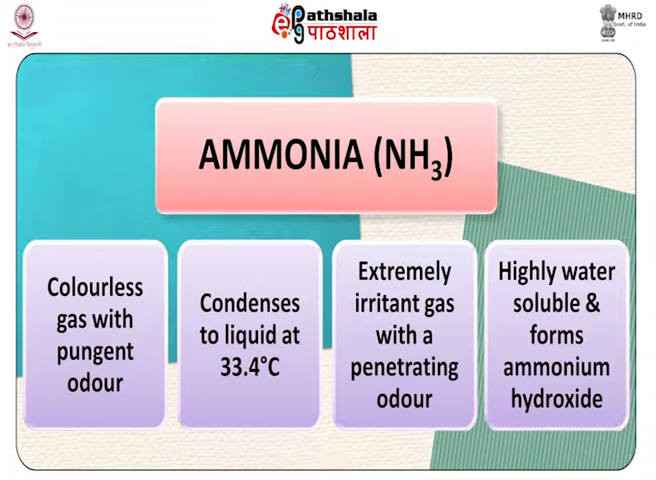 Pathshala
पाठशाला
MHRD
Govt. of India
AMMONIA (NH₃)
Colourless
gas with
pungent
odour
Condenses
to liquid at
33.4°C
Extremely
irritant gas
with a
penetrating
odour
Highly water
soluble &
forms
ammonium
hydroxide